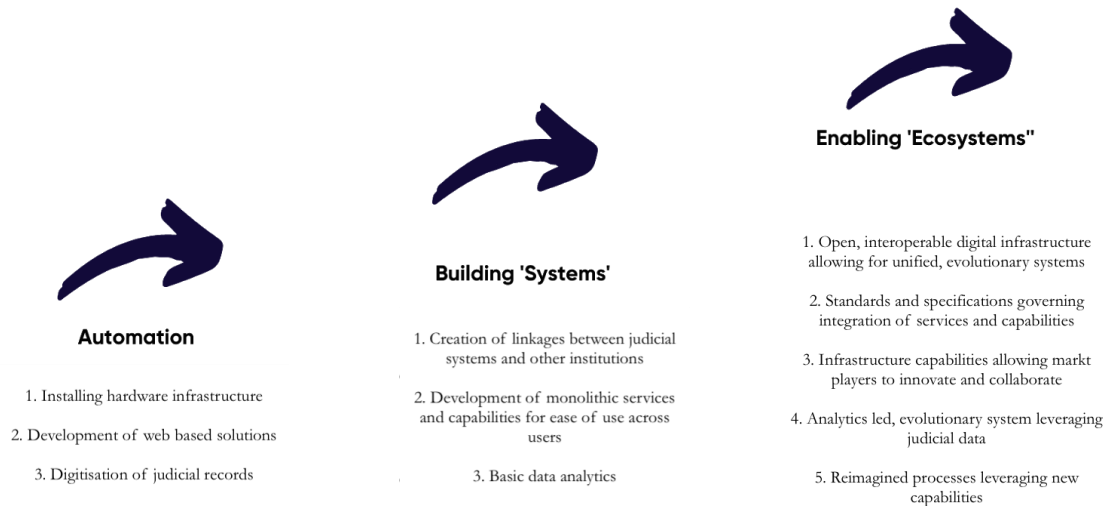 Automation
1. Installing hardware infrastructure
2. Development of web based solutions
3. Digitisation of judicial records
Building 'Systems'
1. Creation of linkages between judicial
systems and other institutions
2. Development of monolithic services
and capabilities for ease of use across
users
3. Basic data analytics
Enabling 'Ecosystems"
1. Open, interoperable digital infrastructure
allowing for unified, evolutionary systems
2. Standards and specifications governing
integration of services and capabilities
3. Infrastructure capabilities allowing markt
players to innovate and collaborate
4. Analytics led, evolutionary system leveraging
judicial data
5. Reimagined processes leveraging new
capabilities